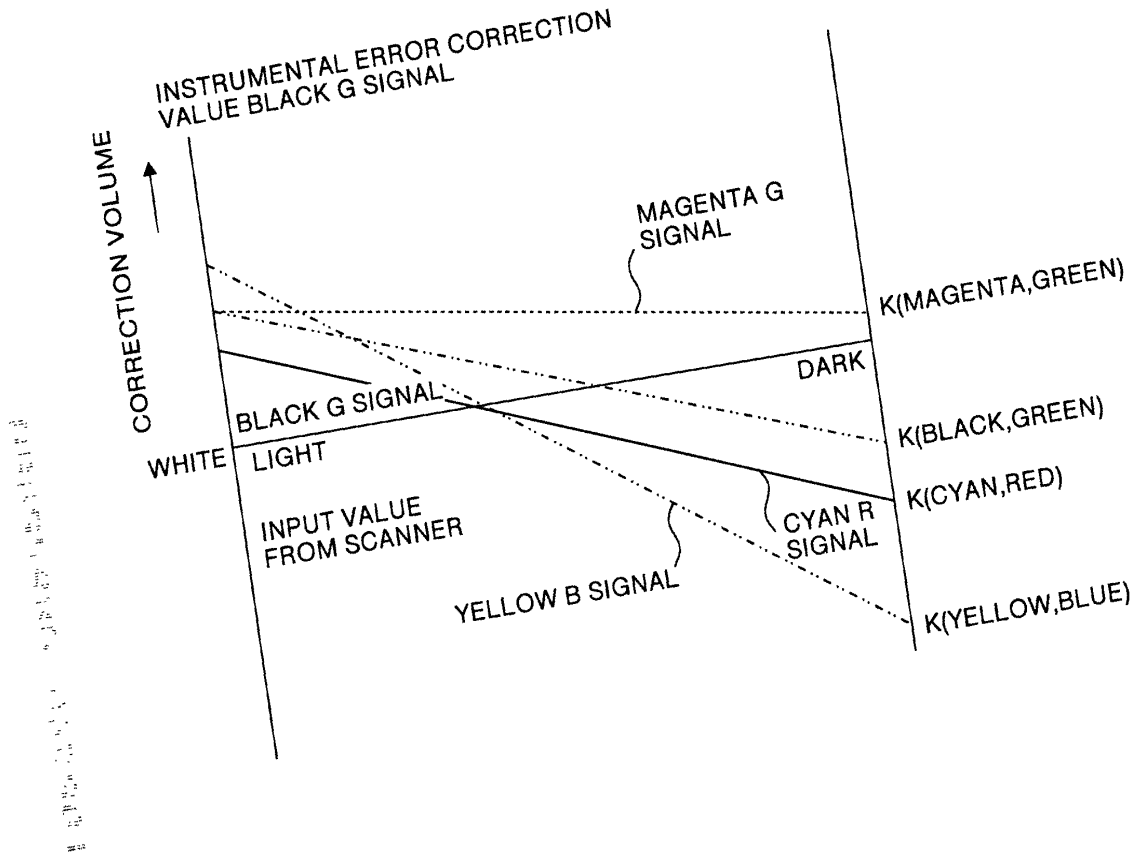 INSTRUMENTAL ERROR CORRECTION
VALUE BLACK G SIGNAL
CORRECTION VOLUME
MAGENTA G
SIGNAL
K(MAGENTA,GREEN)
DARK
BLACK G SIGNAL
K(BLACK,GREEN)
WHITE
LIGHT
K(CYAN,RED)
INPUT VALUE
FROM SCANNER
CYAN R
SIGNAL
YELLOW B SIGNAL
K(YELLOW,BLUE)